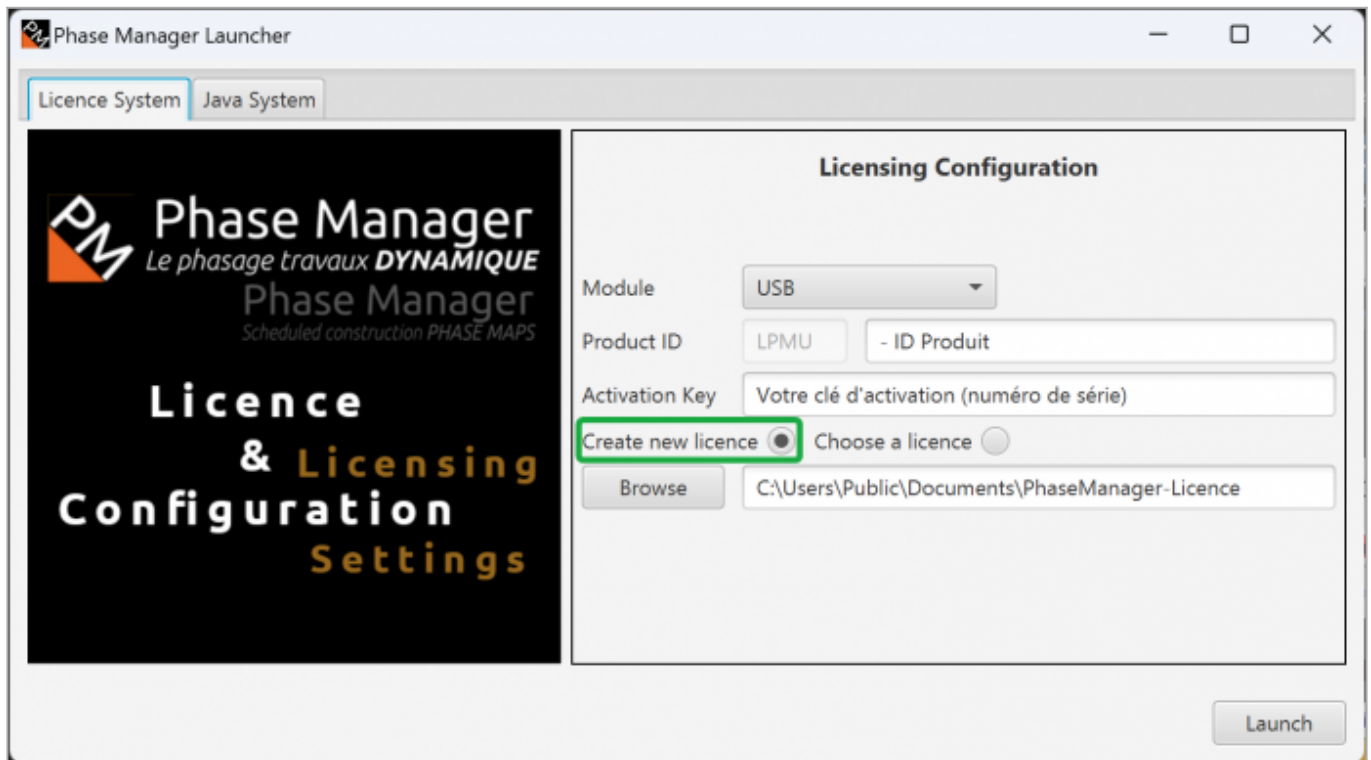 Phase Manager Launcher
Licence System Java System
PM Phase Manager
Le phasage travaux DYNAMIQUE
Phase Manager
Scheduled construction PHASE MAPS
Licence
& Licensing
Configuration
Settings
Licensing Configuration
Module USB
Product ID LPMU - ID Produit
Activation Key Votre clé d'activation (numéro de série)
Create new licence Choose a licence
Browse C:\Users\Public\Documents\PhaseManager-Licence
Launch